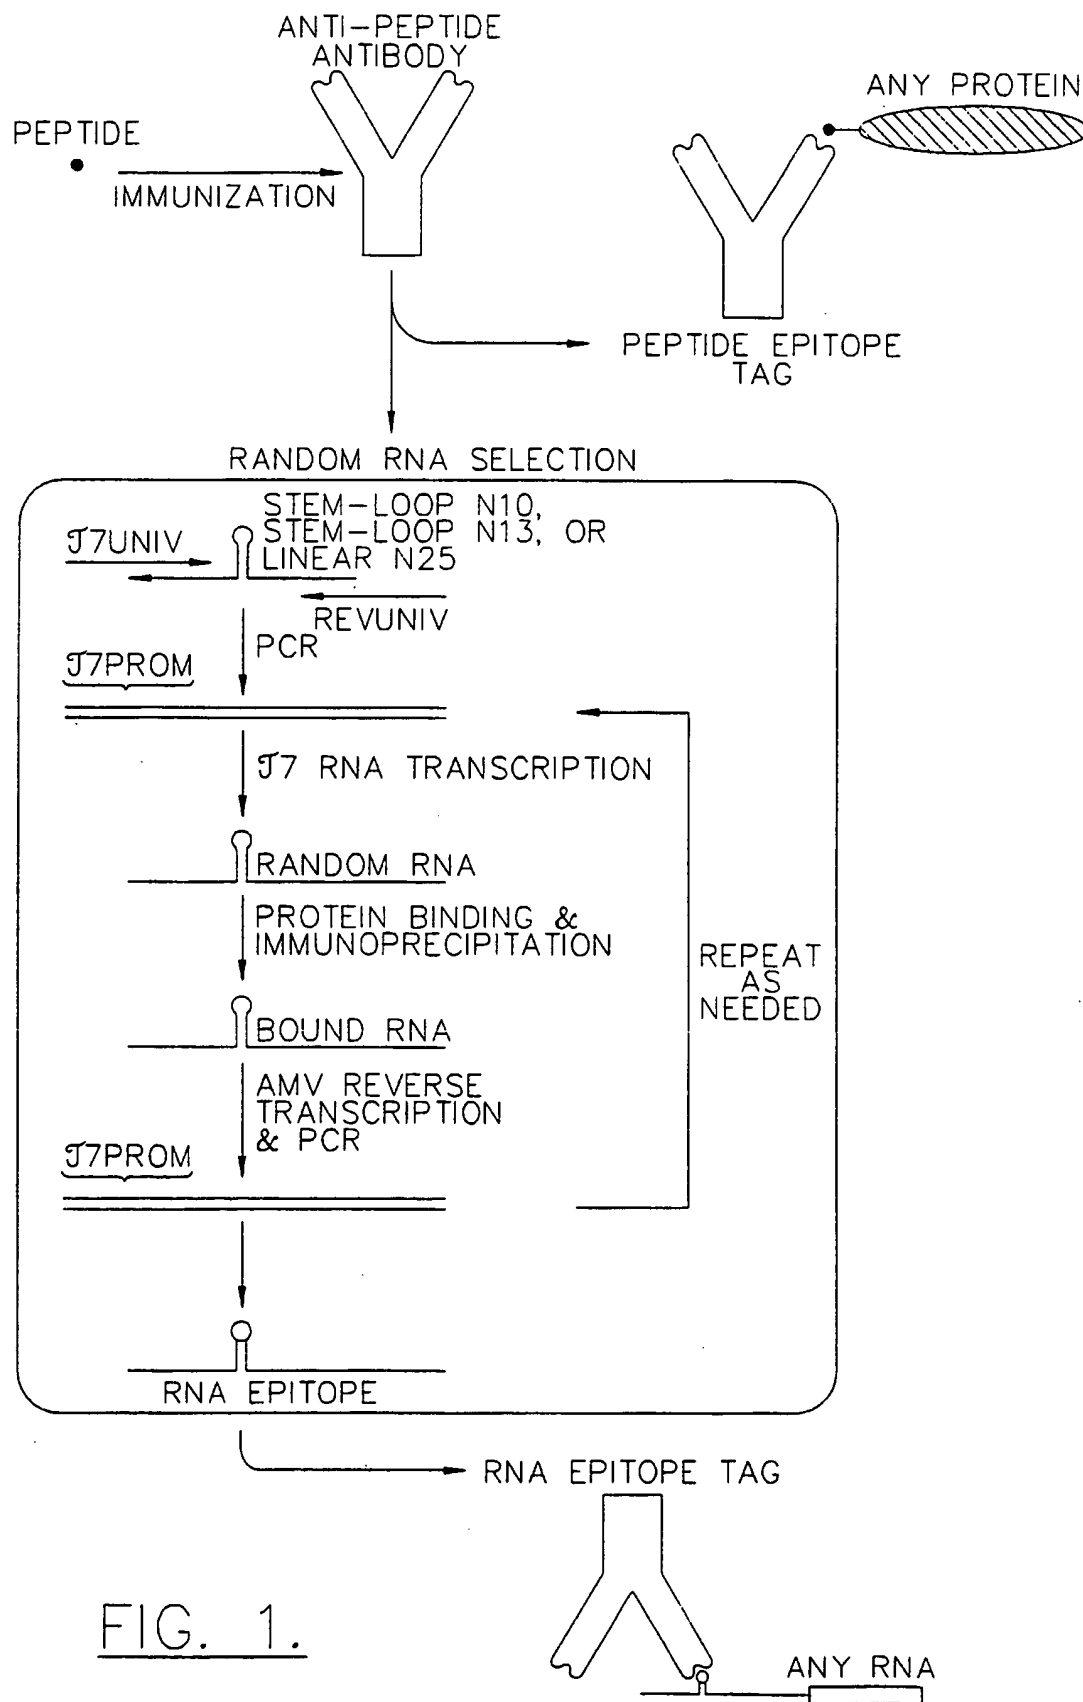 ANTI-PEPTIDE
ANTIBODY
ANY PROTEIN
PEPTIDE
IMMUNIZATION
PEPTIDE EPITOPE
TAG
RANDOM RNA SELECTION
STEM-LOOP N10,
STEM-LOOP N13, OR
LINEAR N25
T7UNIV
REVUNIV
PCR
T7PROM
T7 RNA TRANSCRIPTION
RANDOM RNA
PROTEIN BINDING &
IMMUNOPRECIPITATION
REPEAT
AS
NEEDED
BOUND RNA
AMV REVERSE
TRANSCRIPTION
& PCR
T7PROM
RNA EPITOPE
RNA EPITOPE TAG
FIG. 1.
ANY RNA